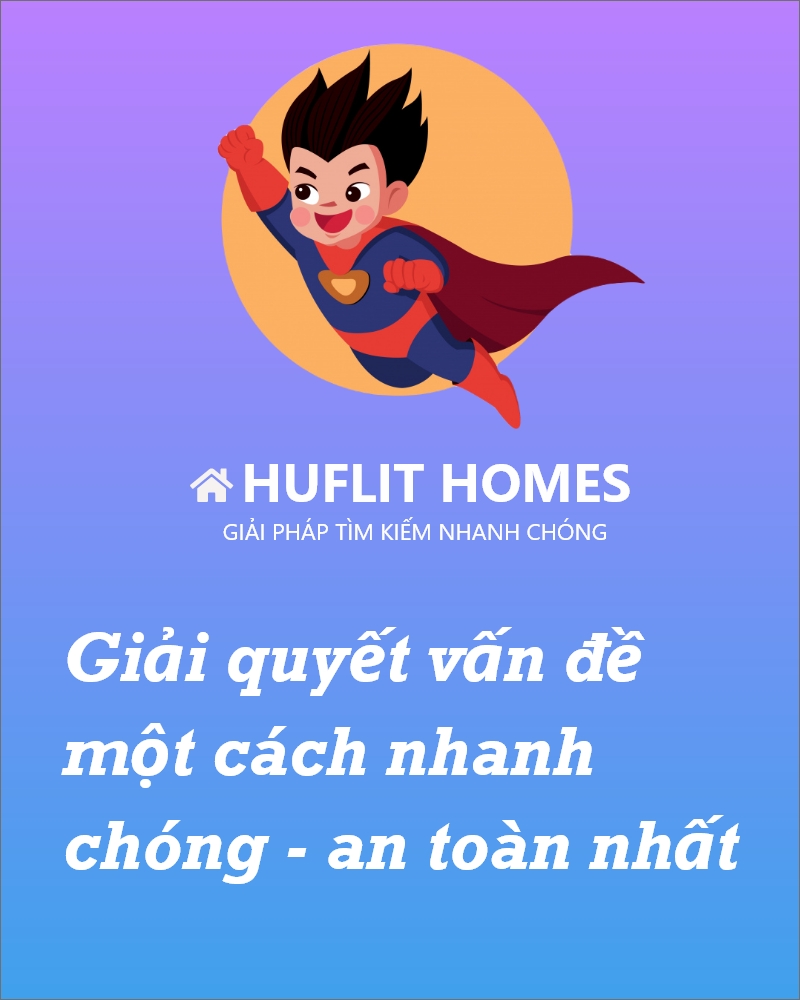 HUFLIT HOMES
GIẢI PHÁP TÌM KIẾM NHANH CHÓNG
Giải quyết vấn đề
một cách nhanh
chóng - an toàn nhất